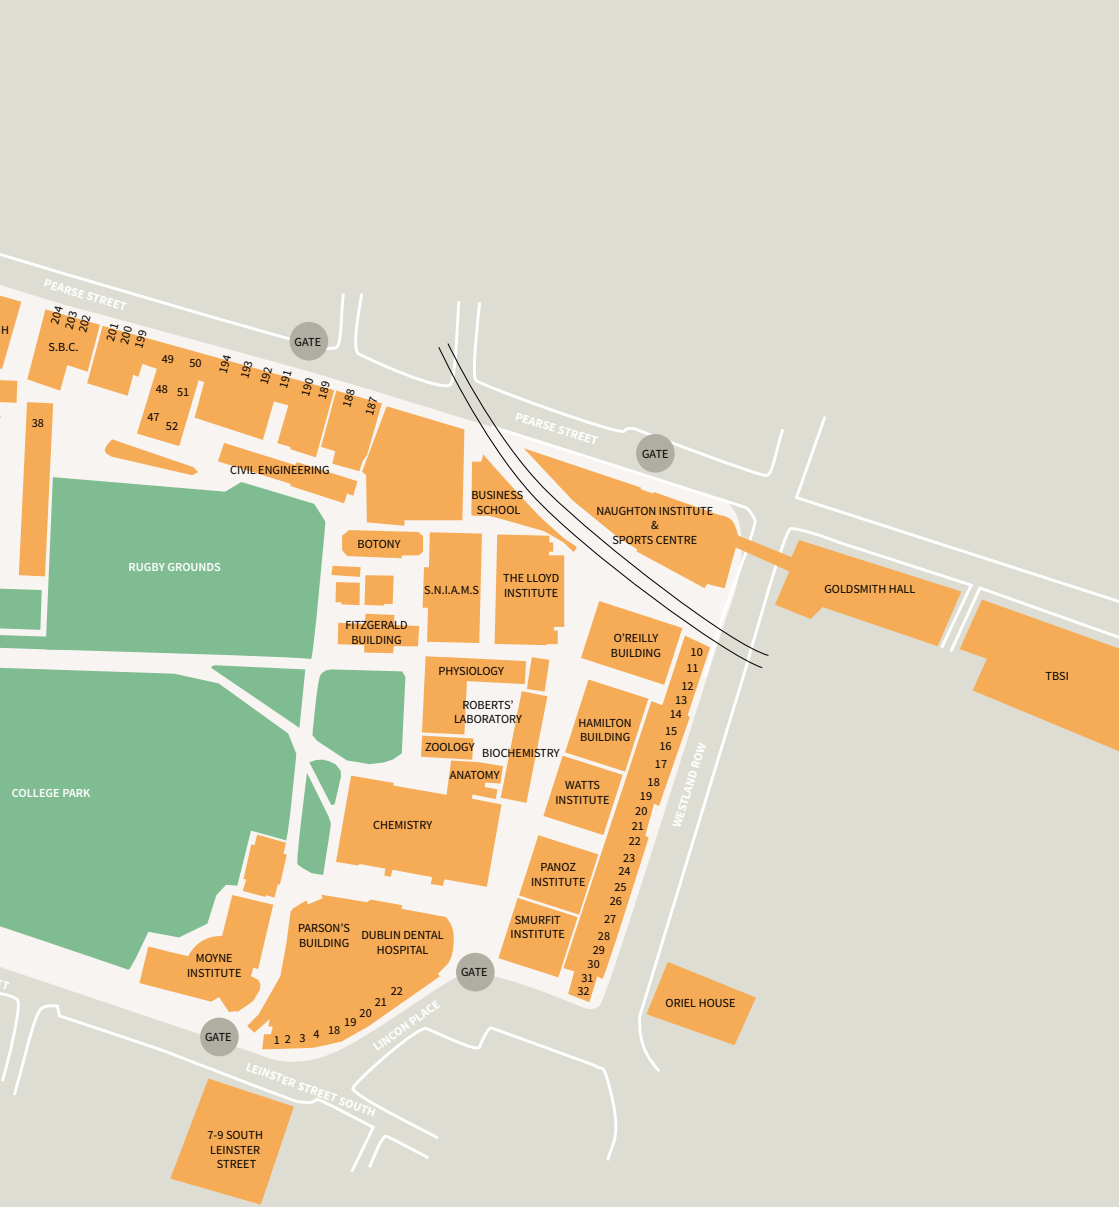 PEARSE STREET
204
203
202
201
200
199
H
S.B.C.
GATE
49
50
194
193
192
191
190
189
188
187
48
51
47
52
38
CIVIL ENGINEERING
PEARSE STREET
GATE
BUSINESS
SCHOOL
NAUGHTON INSTITUTE
&
SPORTS CENTRE
BOTONY
RUGBY GROUNDS
S.N.I.A.M.S
THE LLOYD
INSTITUTE
GOLDSMITH HALL
FITZGERALD
BUILDING
O'REILLY
BUILDING
PHYSIOLOGY
TBSI
ROBERTS'
LABORATORY
HAMILTON
BUILDING
ZOOLOGY
BIOCHEMISTRY
ANATOMY
WATTS
INSTITUTE
COLLEGE PARK
CHEMISTRY
WESTLAND ROW
PANOZ
INSTITUTE
SMURFIT
INSTITUTE
10
11
12
13
14
15
16
17
18
19
20
21
22
23
24
25
26
27
28
29
30
31
32
PARSON'S
BUILDING
DUBLIN DENTAL
HOSPITAL
MOYNE
INSTITUTE
GATE
ORIEL HOUSE
ET
GATE
1
2
3
4
18
19
20
21
22
LINCON PLACE
LEINSTER STREET SOUTH
7-9 SOUTH
LEINSTER
STREET